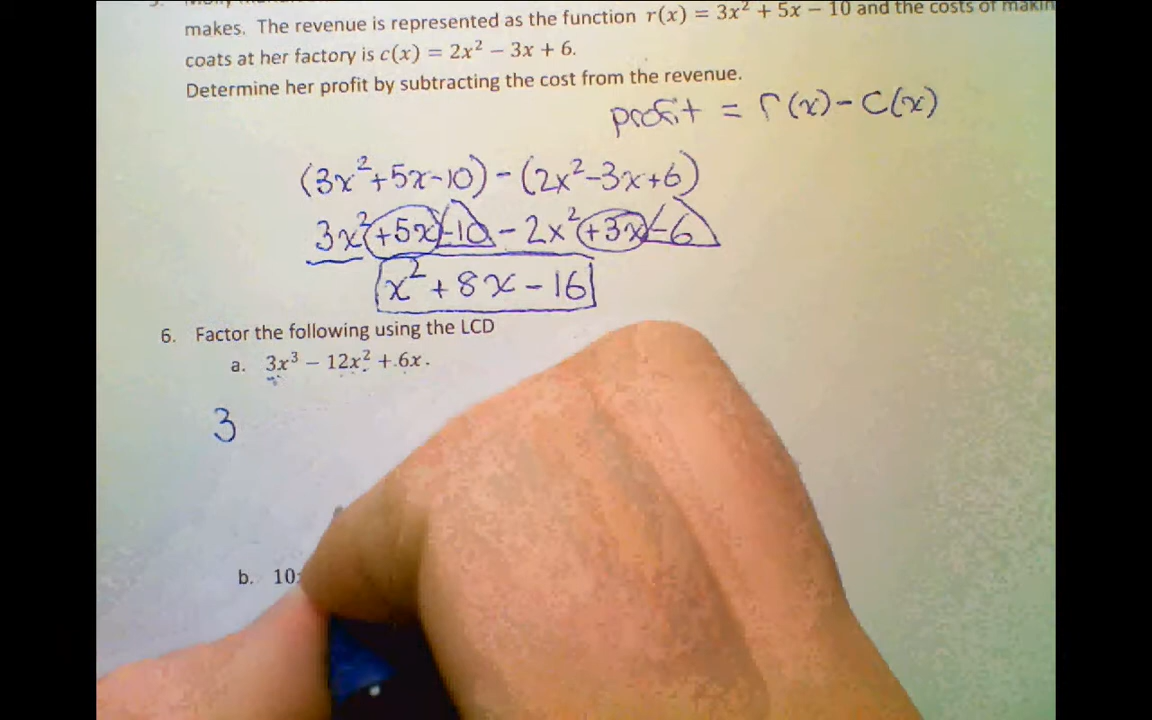 makes. The revenue is represented as the function r(x) = 3x² + 5x − 10 and the costs of makin
coats at her factory is c(x) = 2x² − 3x + 6.
Determine her profit by subtracting the cost from the revenue.
profit = r(x) - c(x)
(3x²+5x-10) - (2x²-3x+6)
3x²+5x-10 - 2x²+3x-6
x² + 8x - 16
6. Factor the following using the LCD
a. 3x³ − 12x² + 6x.
3
b. 10